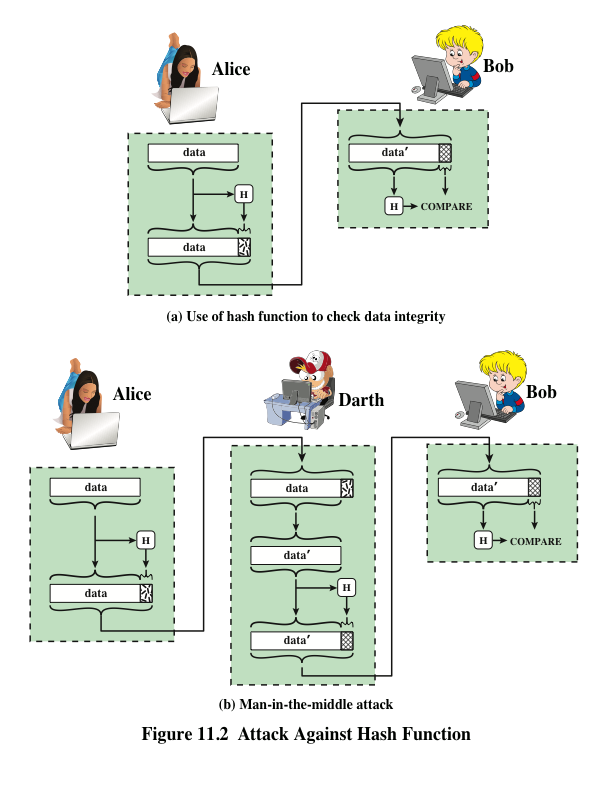 Alice
Bob
data
H
data
data′
H
COMPARE
(a) Use of hash function to check data integrity
Alice
Darth
Bob
data
H
data
data
data′
H
data′
data′
H
COMPARE
(b) Man-in-the-middle attack
Figure 11.2 Attack Against Hash Function